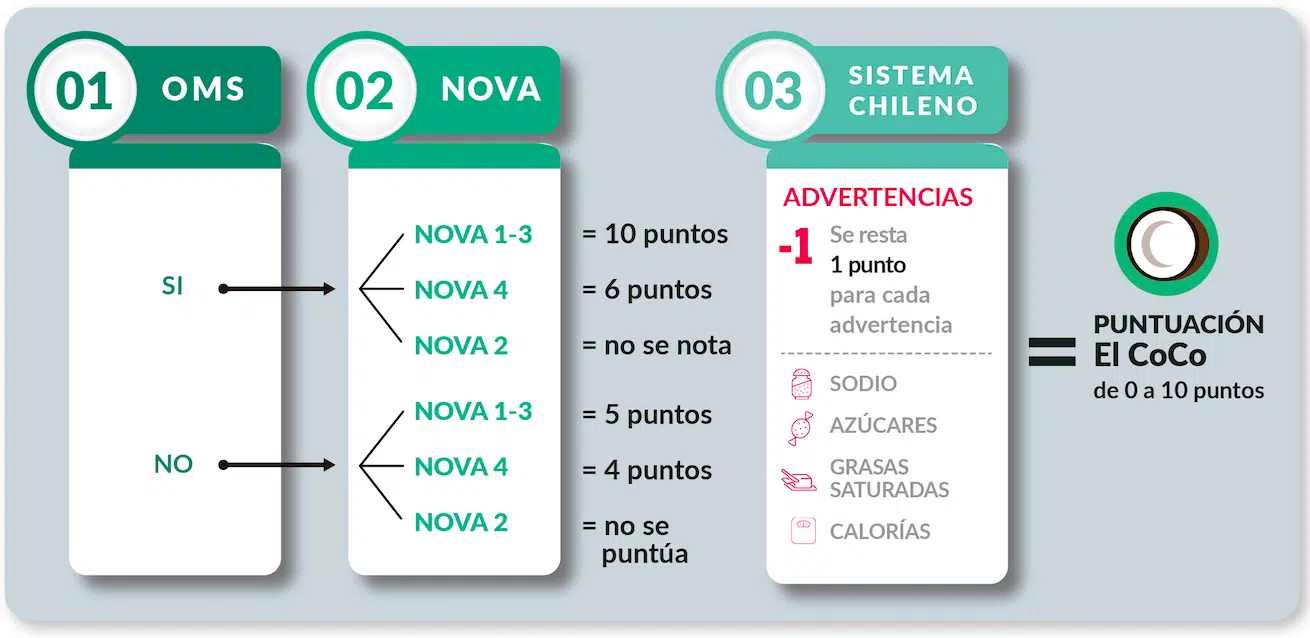 01 OMS
SI
NO
02 NOVA
NOVA 1-3 = 10 puntos
NOVA 4 = 6 puntos
NOVA 2 = no se nota
NOVA 1-3 = 5 puntos
NOVA 4 = 4 puntos
NOVA 2 = no se
puntúa
03 SISTEMA
CHILENO
ADVERTENCIAS
-1 Se resta
1 punto
para cada
advertencia
SODIO
AZÚCARES
GRASAS
SATURADAS
CALORÍAS
=
PUNTUACIÓN
El CoCo
de 0 a 10 puntos